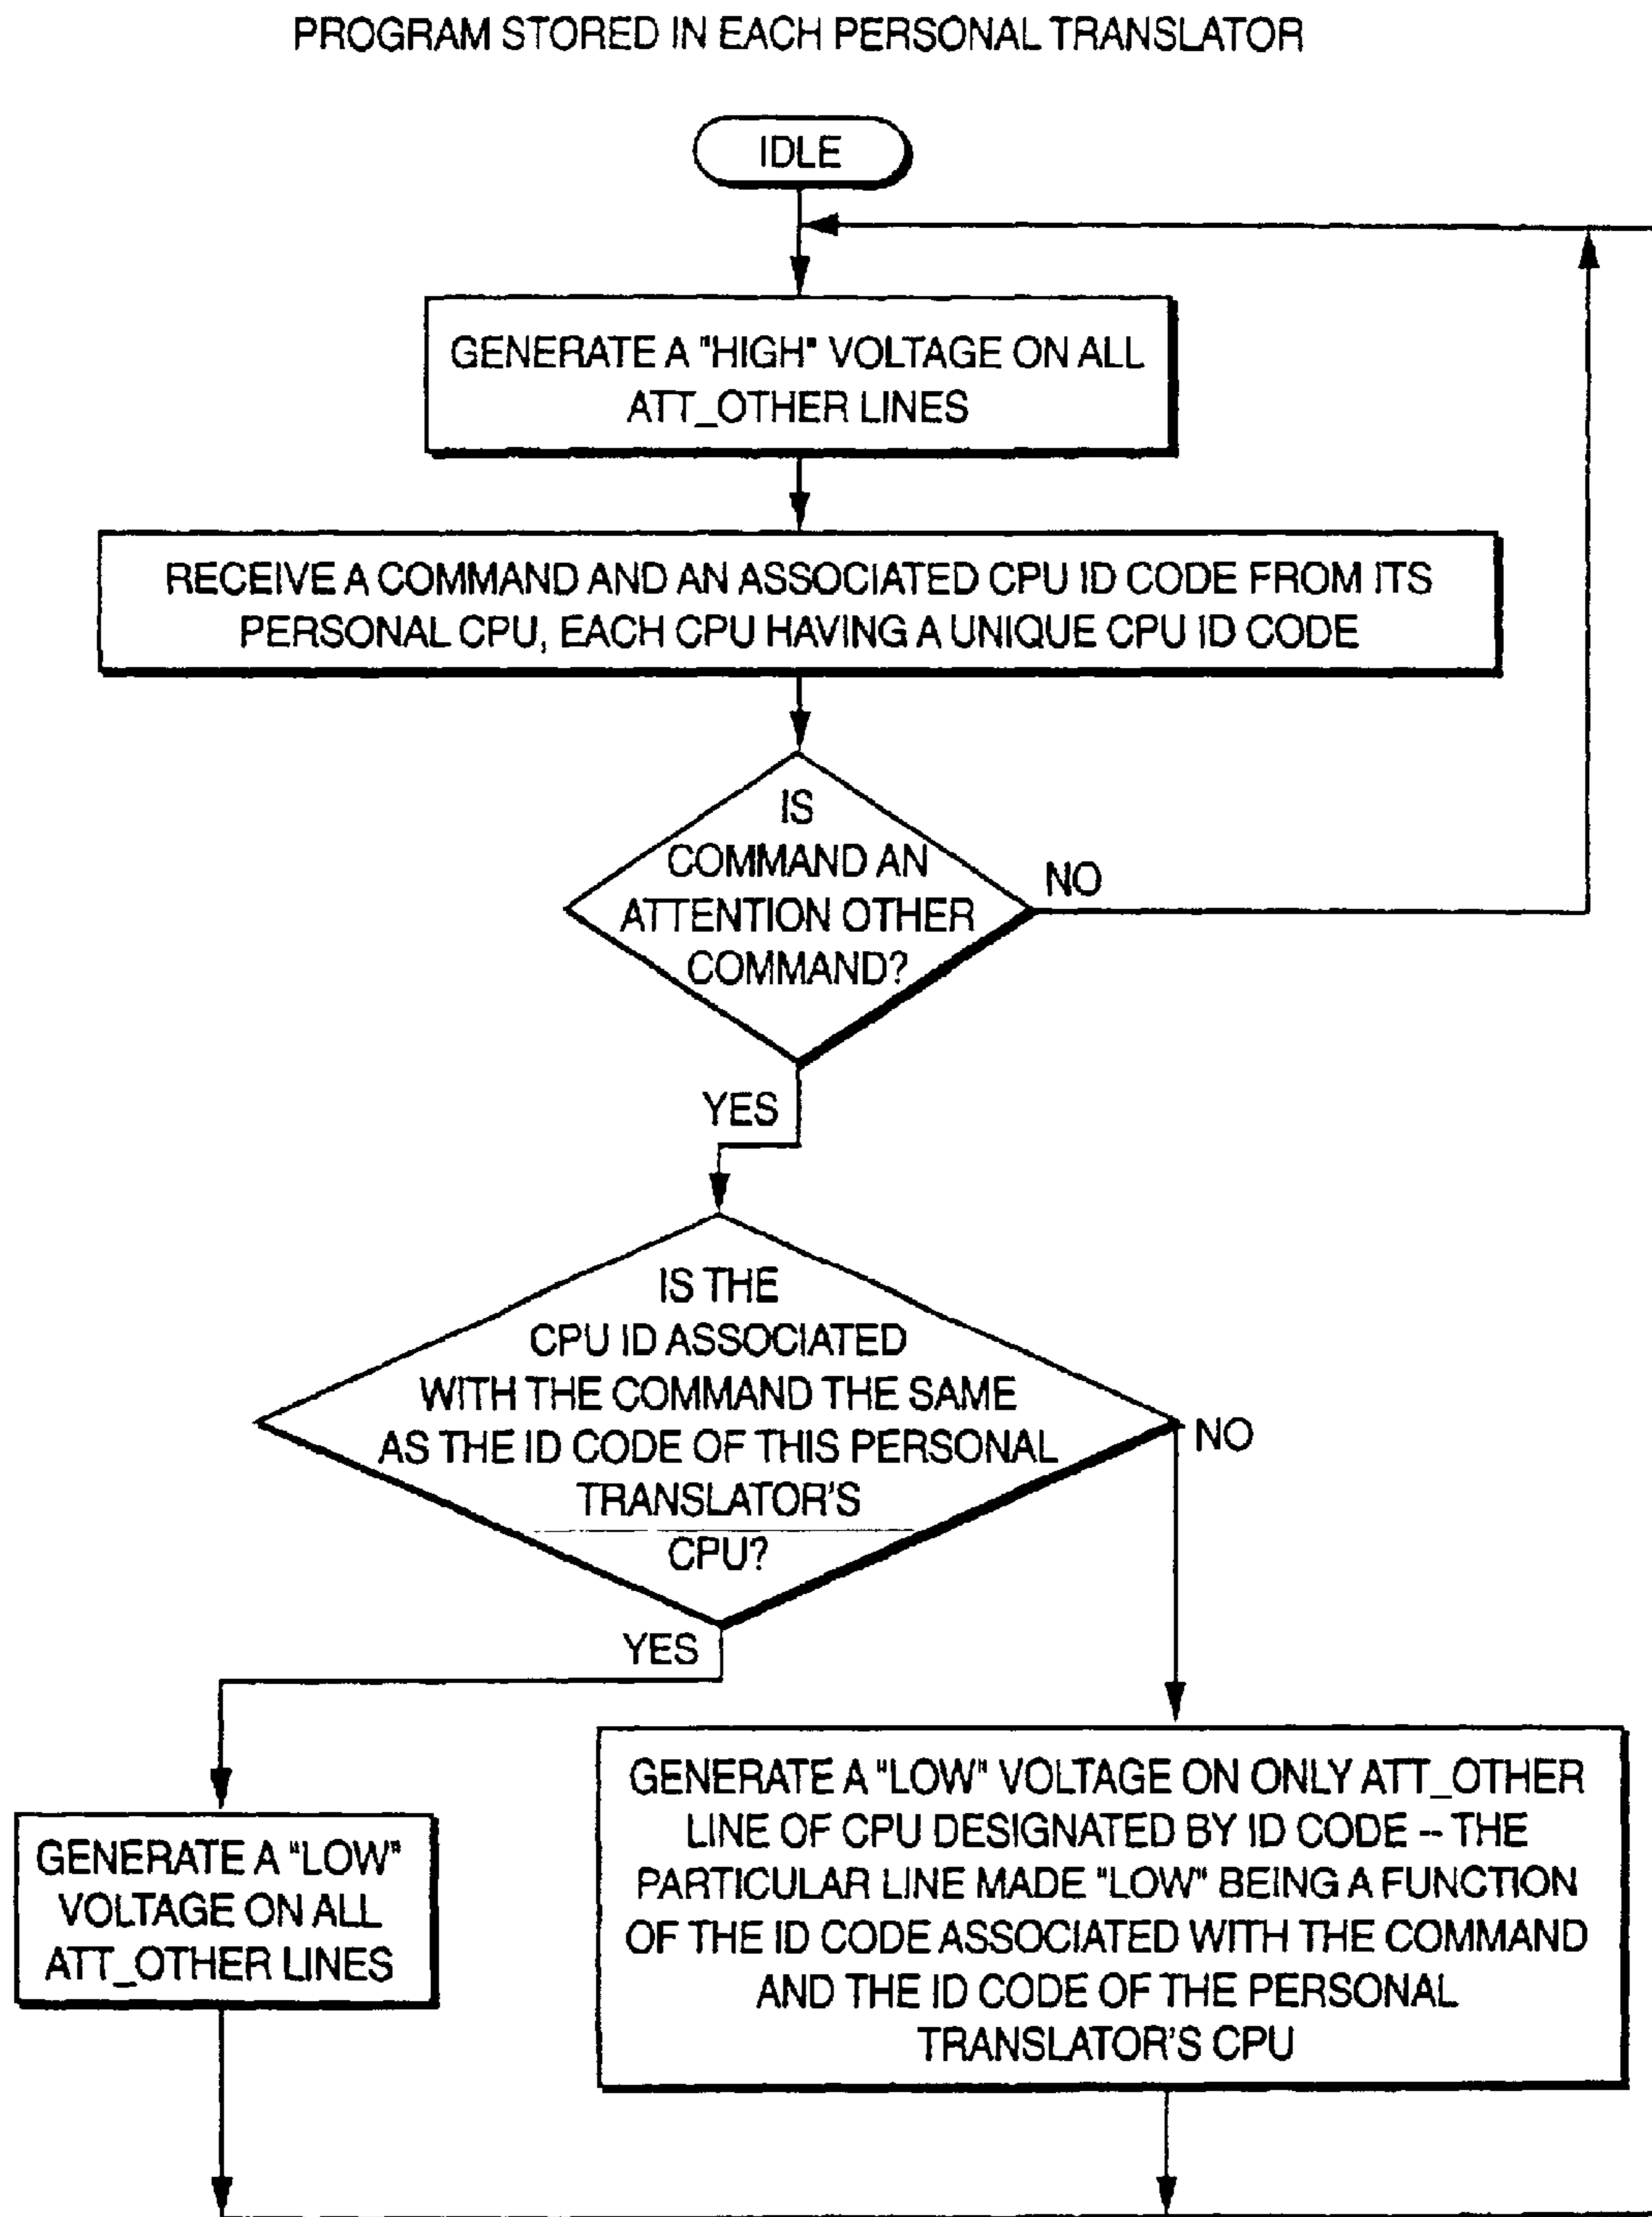 PROGRAM STORED IN EACH PERSONAL TRANSLATOR
IDLE
GENERATE A "HIGH" VOLTAGE ON ALL
ATT_OTHER LINES
RECEIVE A COMMAND AND AN ASSOCIATED CPU ID CODE FROM ITS
PERSONAL CPU, EACH CPU HAVING A UNIQUE CPU ID CODE
IS
COMMAND AN
ATTENTION OTHER
COMMAND?
NO
YES
IS THE
CPU ID ASSOCIATED
WITH THE COMMAND THE SAME
AS THE ID CODE OF THIS PERSONAL
TRANSLATOR'S
CPU?
NO
YES
GENERATE A "LOW"
VOLTAGE ON ALL
ATT_OTHER LINES
GENERATE A "LOW" VOLTAGE ON ONLY ATT_OTHER
LINE OF CPU DESIGNATED BY ID CODE -- THE
PARTICULAR LINE MADE "LOW" BEING A FUNCTION
OF THE ID CODE ASSOCIATED WITH THE COMMAND
AND THE ID CODE OF THE PERSONAL
TRANSLATOR'S CPU